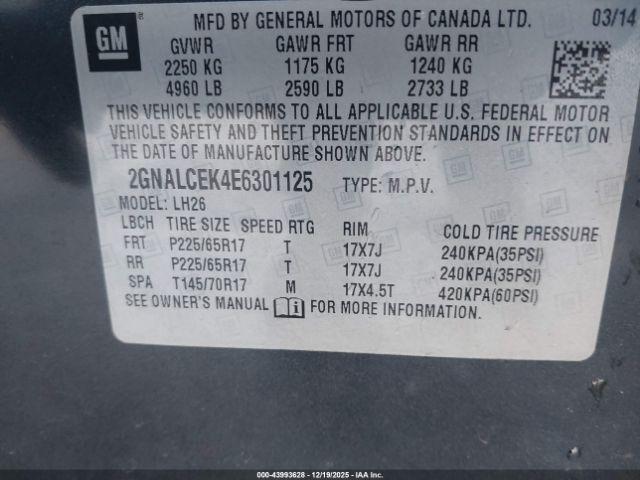 GM
MFD BY GENERAL MOTORS OF CANADA LTD. 03/14
GVWR GAWR FRT GAWR RR
2250 KG 1175 KG 1240 KG
4960 LB 2590 LB 2733 LB
THIS VEHICLE CONFORMS TO ALL APPLICABLE U.S. FEDERAL MOTOR
VEHICLE SAFETY AND THEFT PREVENTION STANDARDS IN EFFECT ON
THE DATE OF MANUFACTURE SHOWN ABOVE.
2GNALCEK4E6301125 TYPE: M.P.V.
MODEL: LH26
LBCH TIRE SIZE SPEED RTG RIM COLD TIRE PRESSURE
FRT P225/65R17 T 17X7J 240KPA(35PSI)
RR P225/65R17 T 17X7J 240KPA(35PSI)
SPA T145/70R17 M 17X4.5T 420KPA(60PSI)
SEE OWNER'S MANUAL i FOR MORE INFORMATION.
000-43993628 - 12/19/2025 - IAAI.COM